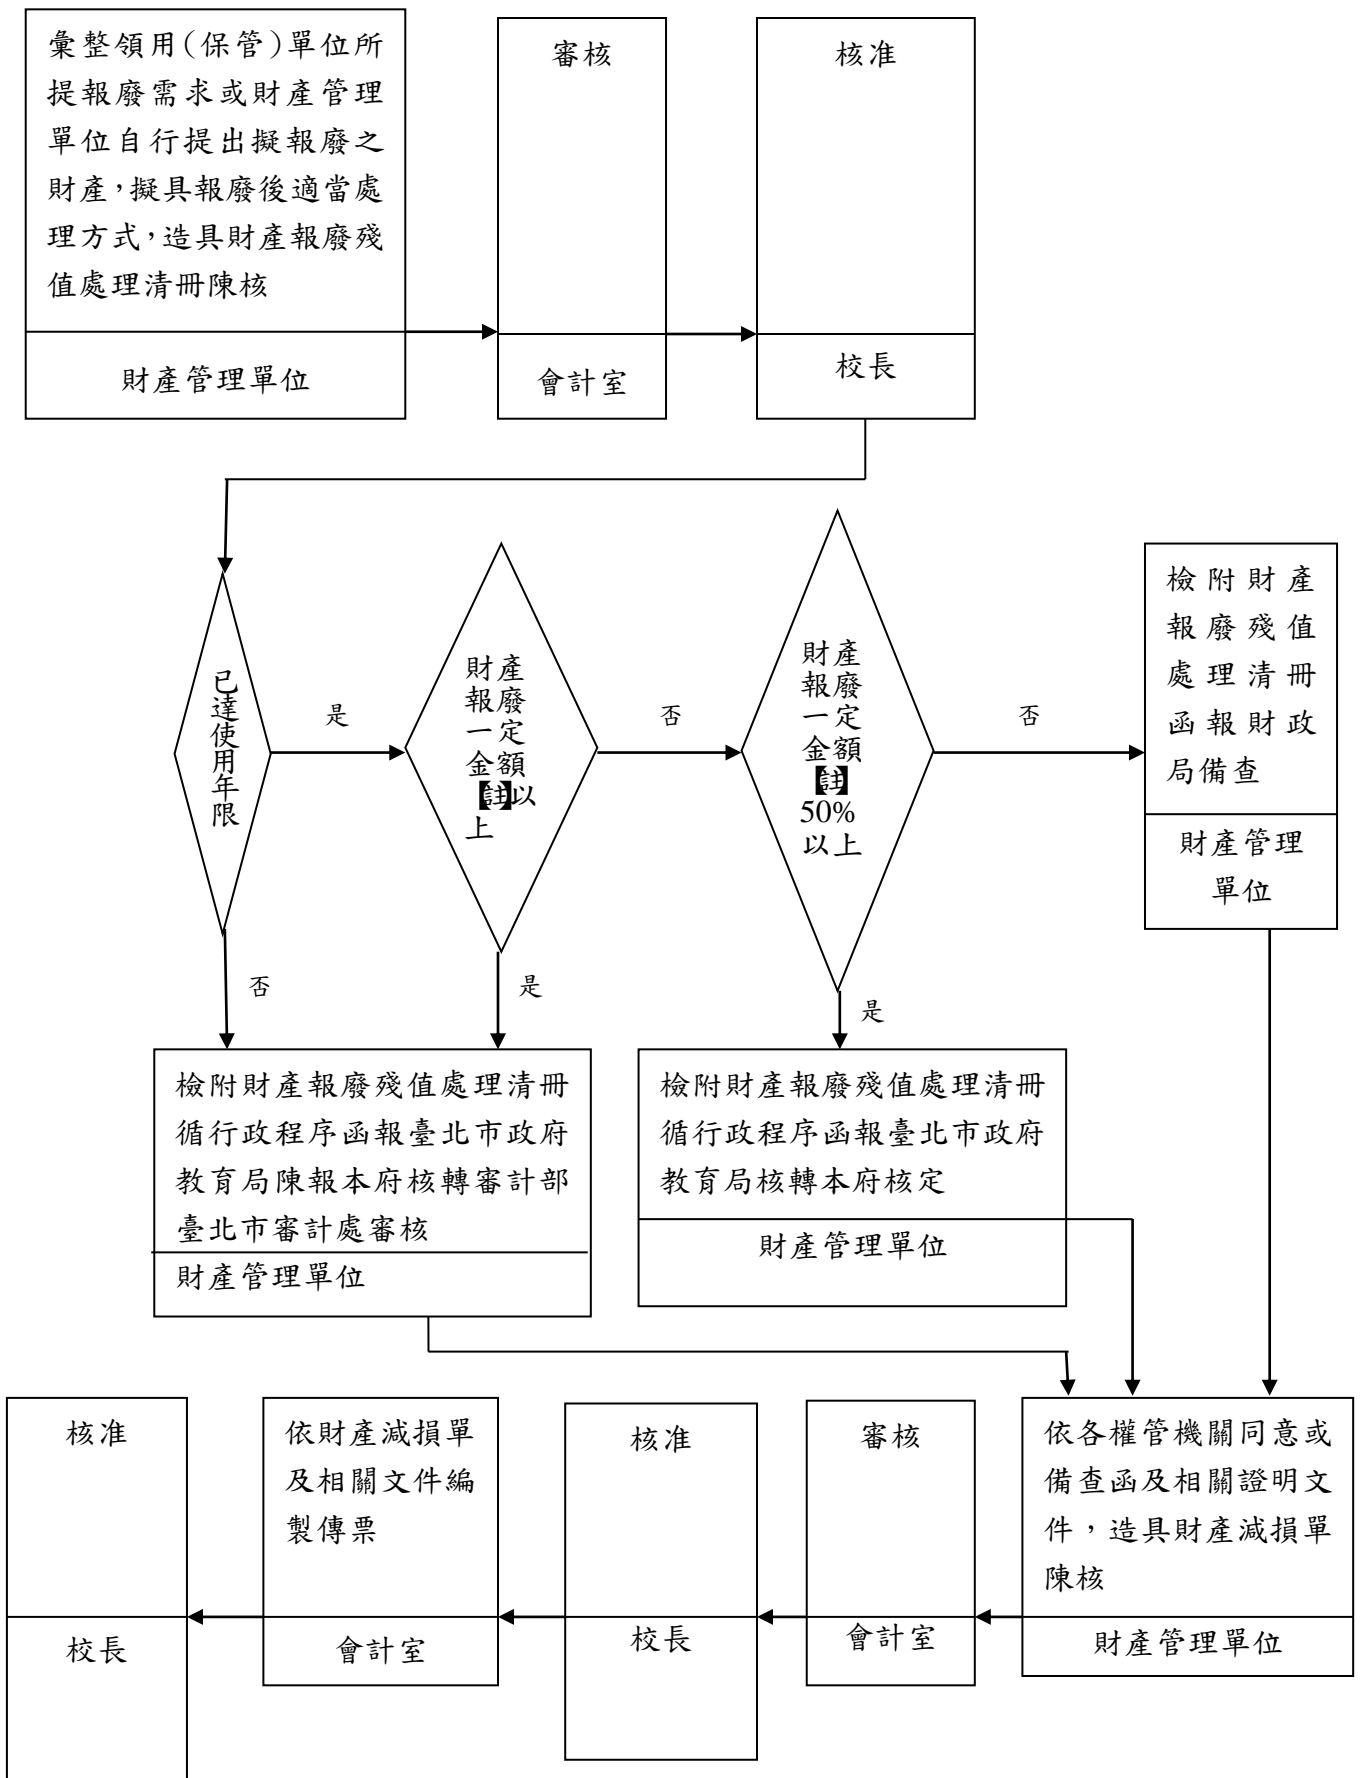 彙整領用(保管)單位所
提報廢需求或財產管理
單位自行提出擬報廢之
財產，擬具報廢後適當處
理方式，造具財產報廢殘
值處理清冊陳核
財產管理單位
審核
會計室
核准
校長
已達使用年限
是
財產
報廢
一定
金額
【註】以
上
否
財產
報廢
一定
金額
【註】
50%
以上
否
檢附財產
報廢殘值
處理清冊
函報財政
局備查
財產管理
單位
否
是
是
檢附財產報廢殘值處理清冊
循行政程序函報臺北市政府
教育局陳報本府核轉審計部
臺北市審計處審核
財產管理單位
檢附財產報廢殘值處理清冊
循行政程序函報臺北市政府
教育局核轉本府核定
財產管理單位
依各權管機關同意或
備查函及相關證明文
件，造具財產減損單
陳核
財產管理單位
審核
會計室
核准
校長
依財產減損單
及相關文件編
製傳票
會計室
核准
校長